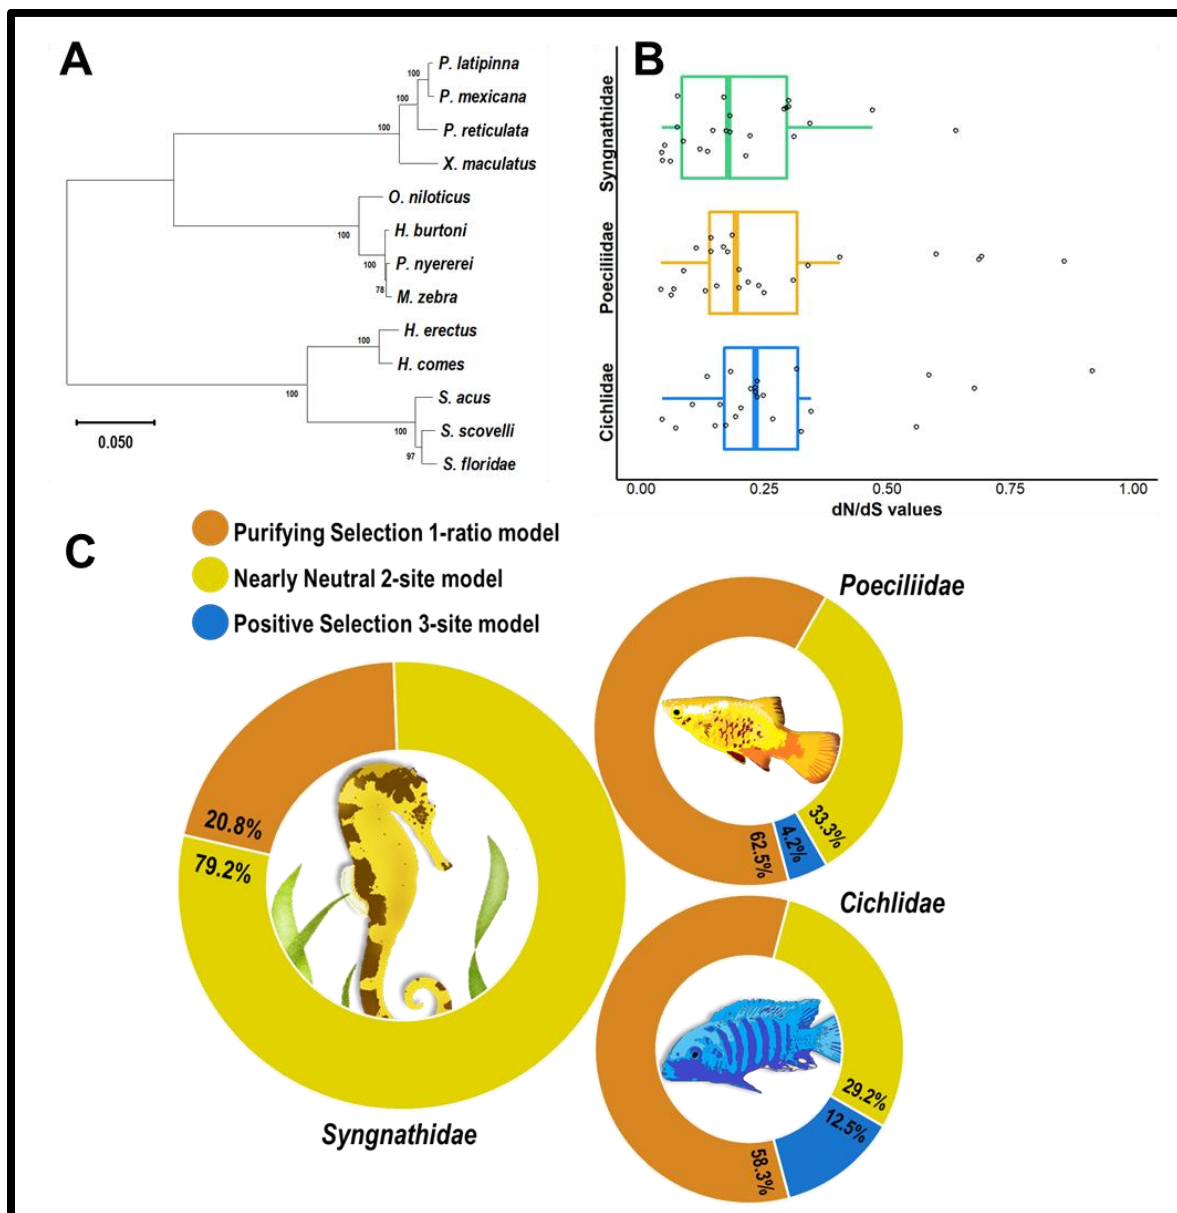 A
P. latipinna
100
P. mexicana
100
P. reticulata
100
X. maculatus
O. niloticus
100
H. burtoni
100
P. nyererei
78
M. zebra
H. erectus
100
H. comes
100
S. acus
100
S. scovelli
97
S. floridae
0.050
B
Syngnathidae
Poeciliidae
Cichlidae
0.00 0.25 0.50 0.75 1.00
dN/dS values
C
Purifying Selection 1-ratio model
Nearly Neutral 2-site model
Positive Selection 3-site model
20.8%
79.2%
Syngnathidae
Poeciliidae
62.5%
4.2%
33.3%
Cichlidae
58.3%
12.5%
29.2%